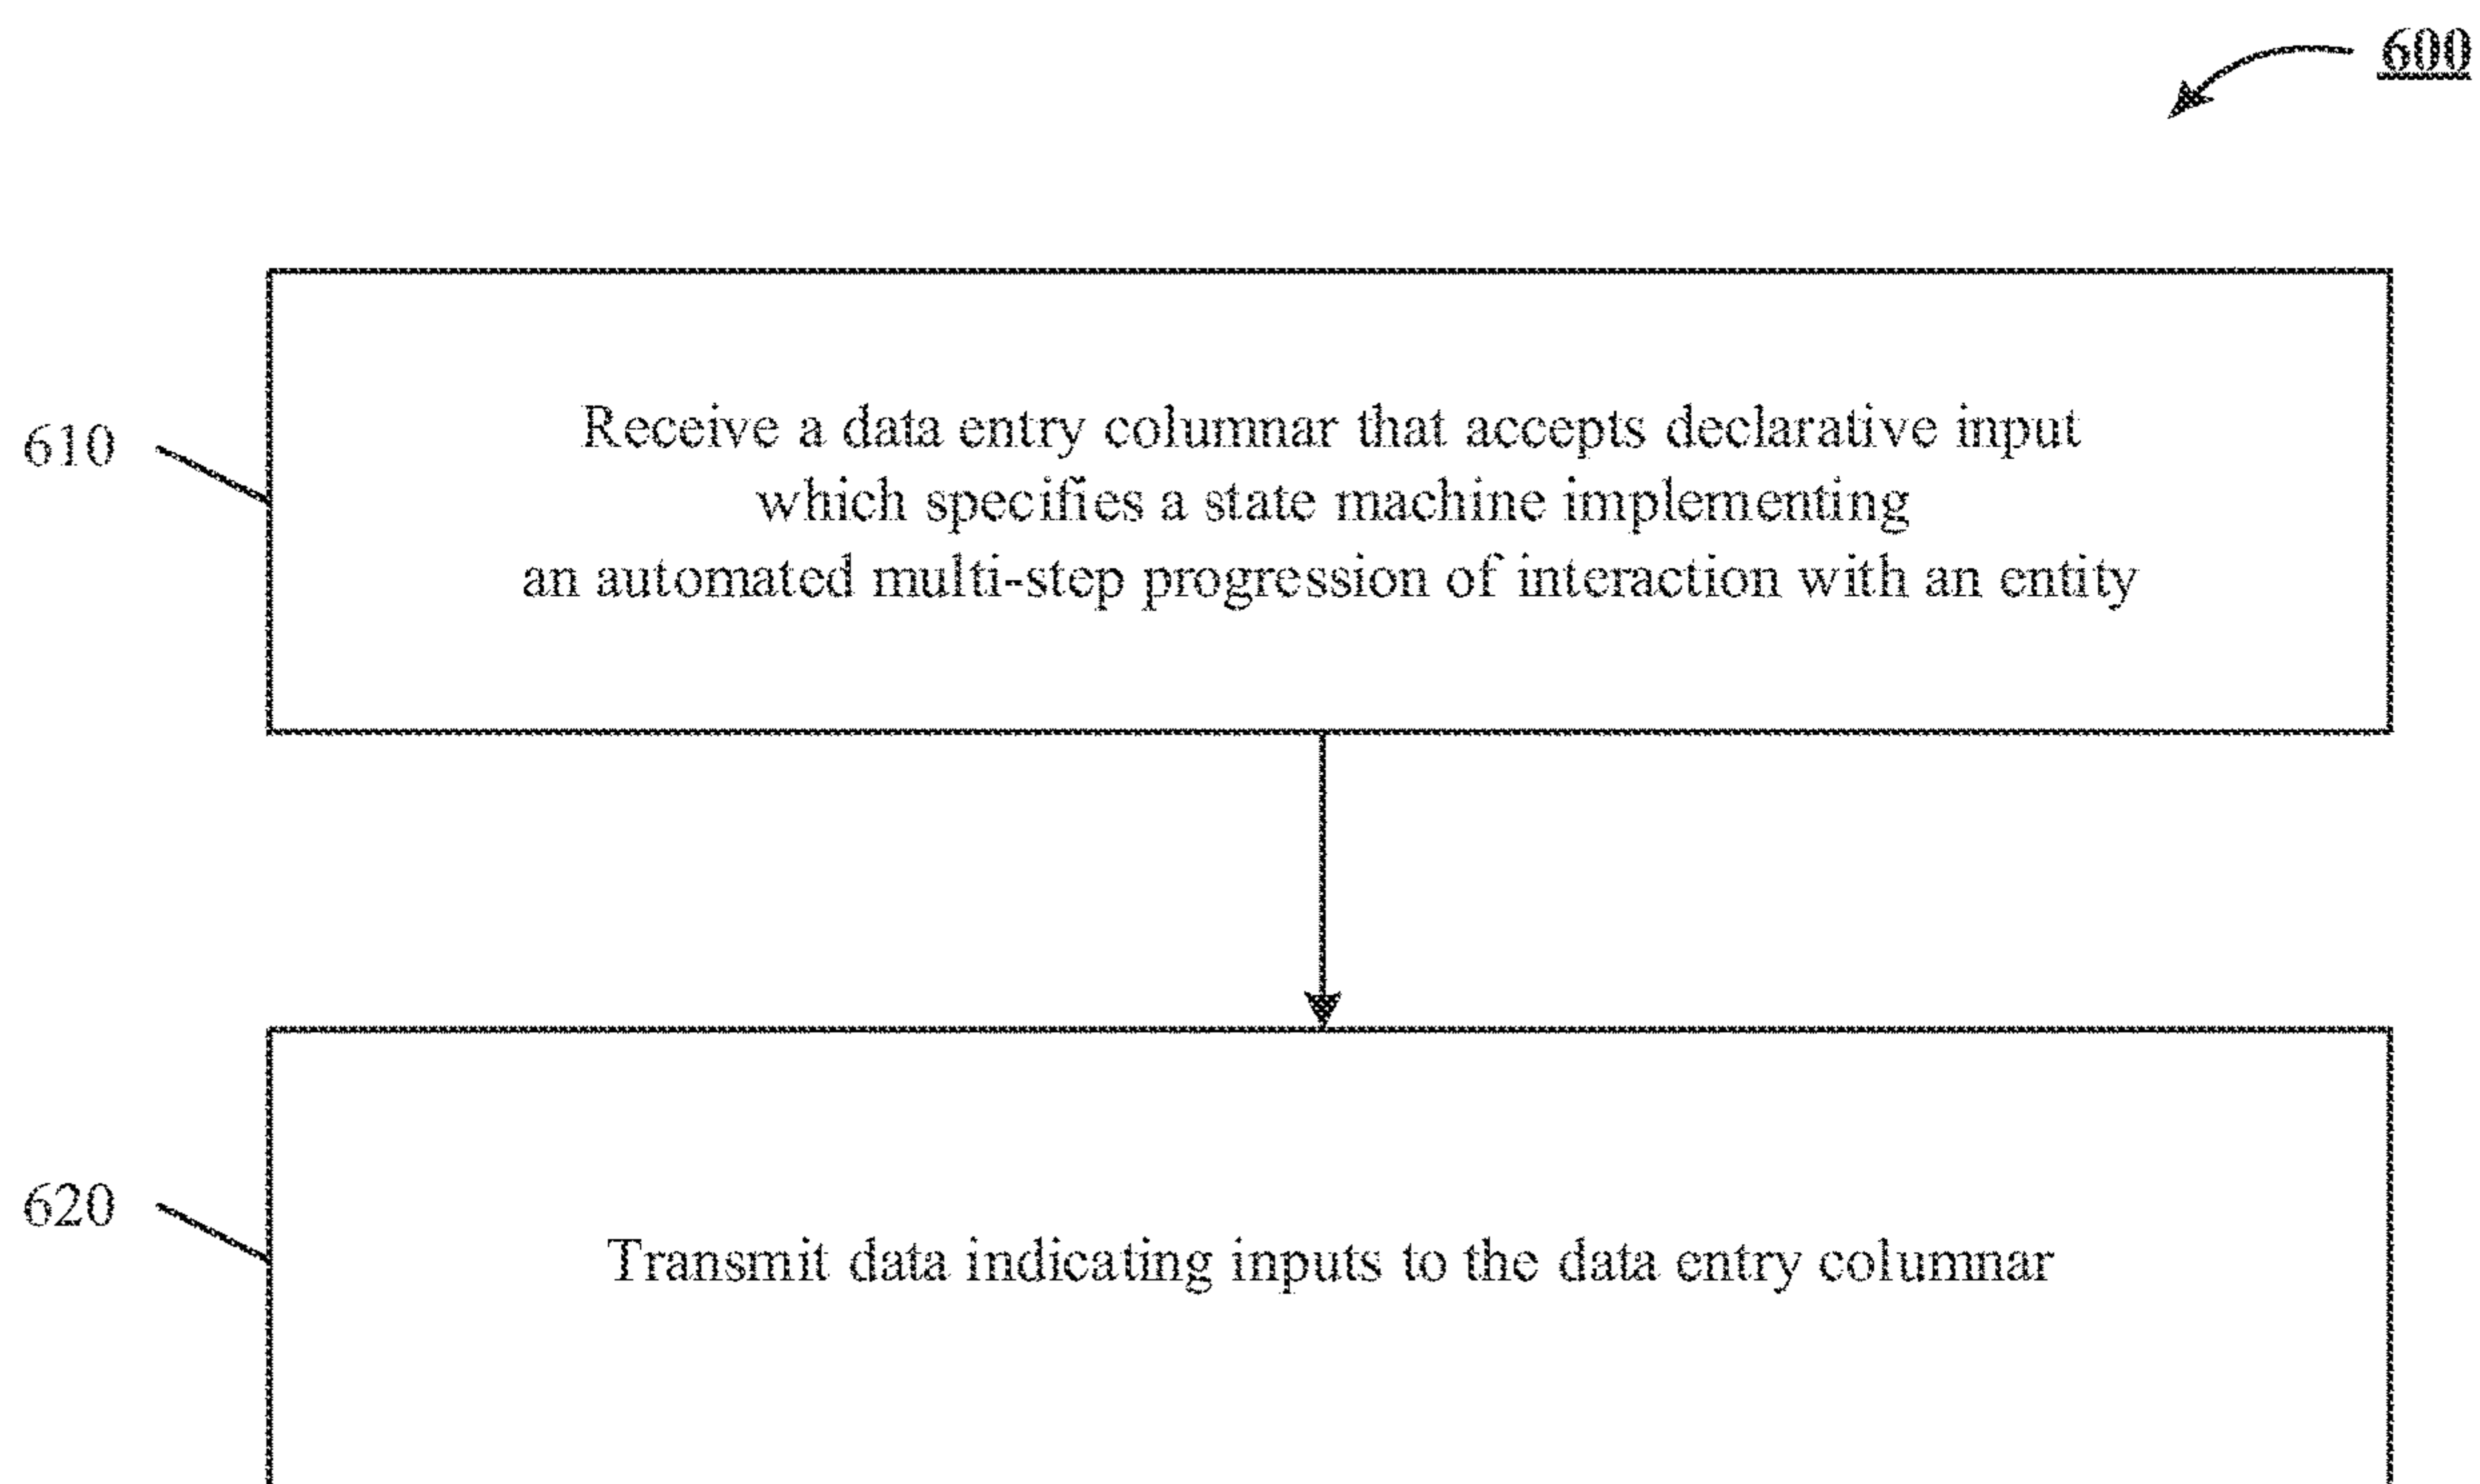 600
610
Receive a data entry columnar that accepts declarative input
which specifies a state machine implementing
an automated multi-step progression of interaction with an entity
620
Transmit data indicating inputs to the data entry columnar